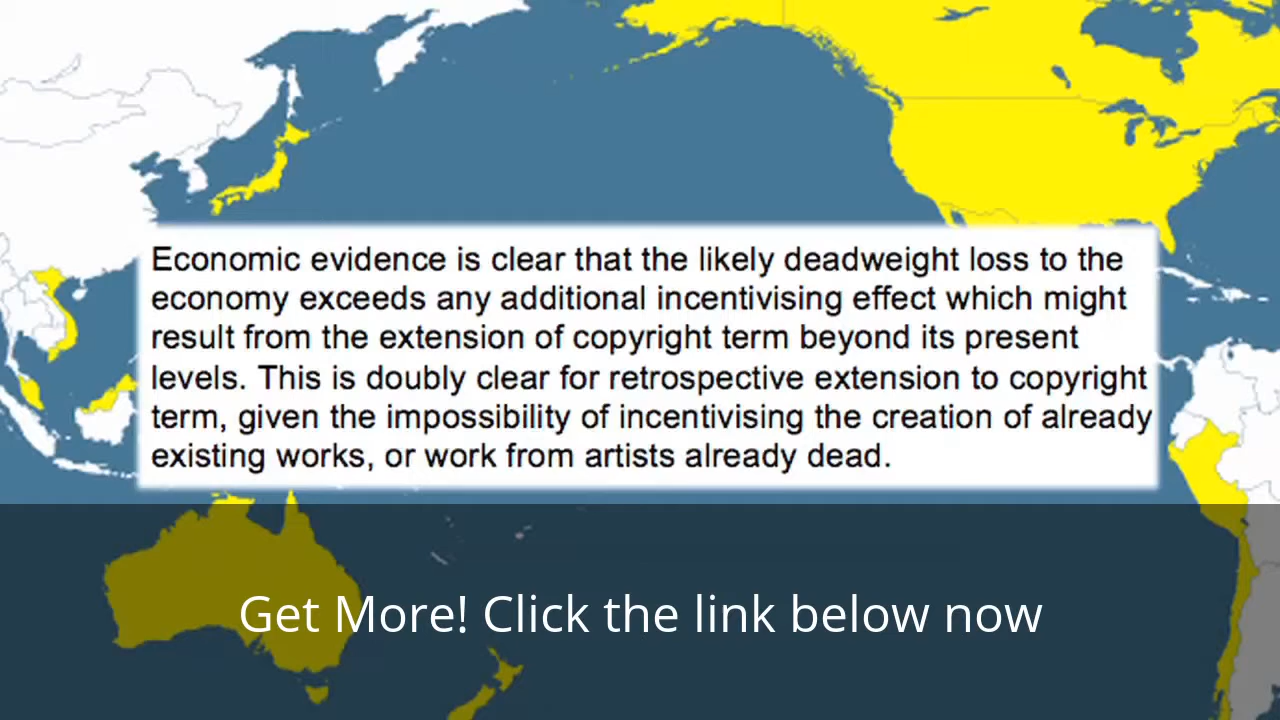 Economic evidence is clear that the likely deadweight loss to the
economy exceeds any additional incentivising effect which might
result from the extension of copyright term beyond its present
levels. This is doubly clear for retrospective extension to copyright
term, given the impossibility of incentivising the creation of already
existing works, or work from artists already dead.
Get More! Click the link below now